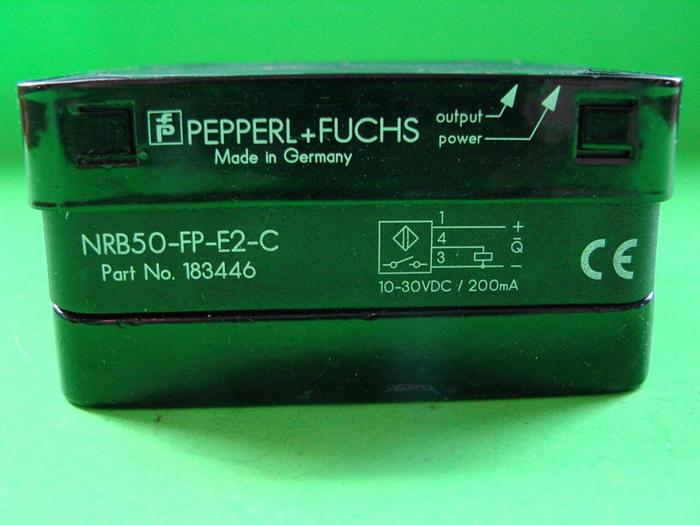 PEPPERL+FUCHS
Made in Germany
output
power
NRB50-FP-E2-C
Part No. 183446
1
+
4
Q̅
3
−
10-30VDC / 200mA
CE